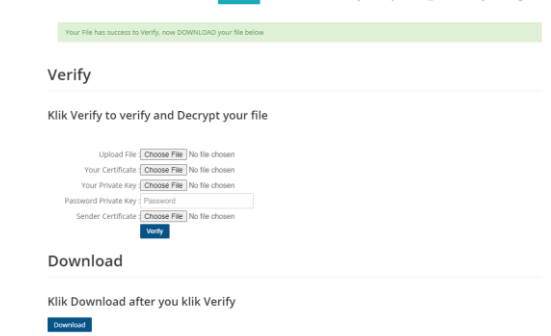 Your File has success to Verify, now DOWNLOAD your file below
Verify
Klik Verify to verify and Decrypt your file
Upload File : Choose File No file chosen
Your Certificate : Choose File No file chosen
Your Private Key : Choose File No file chosen
Password Private Key : Password
Sender Certificate : Choose File No file chosen
Verify
Download
Klik Download after you klik Verify
Download